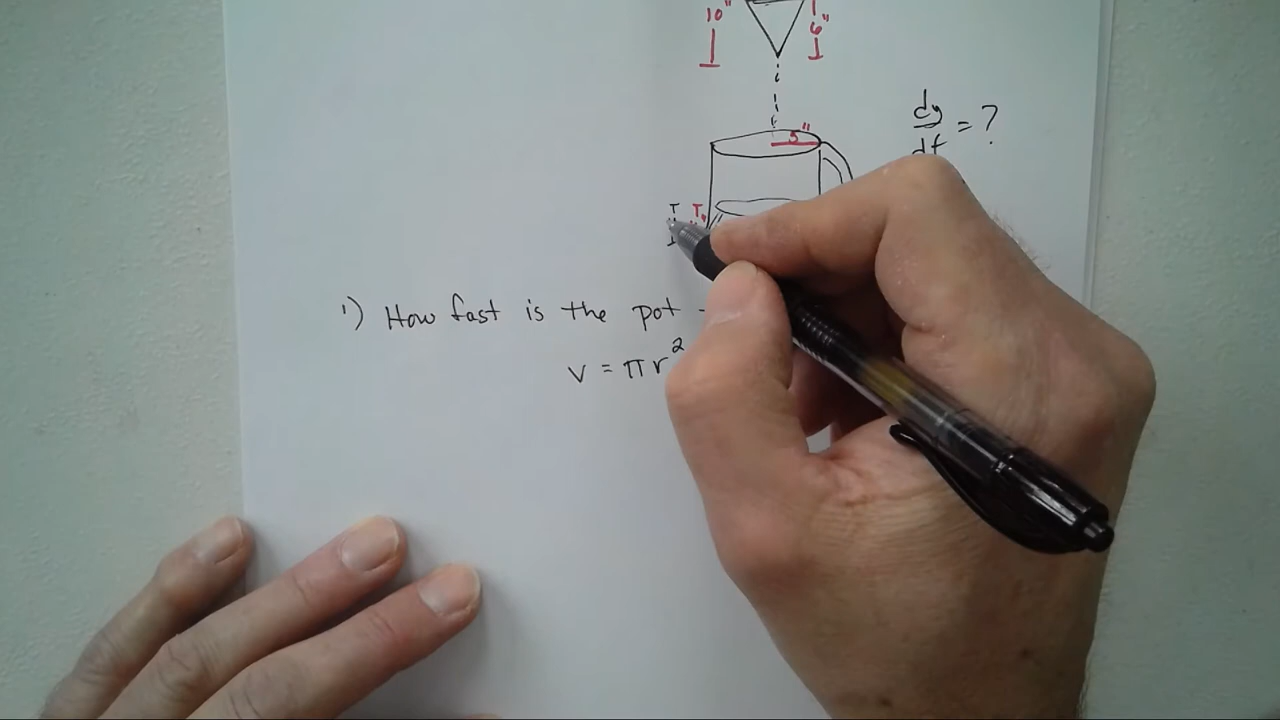 10"
6"
dy/dt = ?
5"
1) How fast is the pot
V = πr²